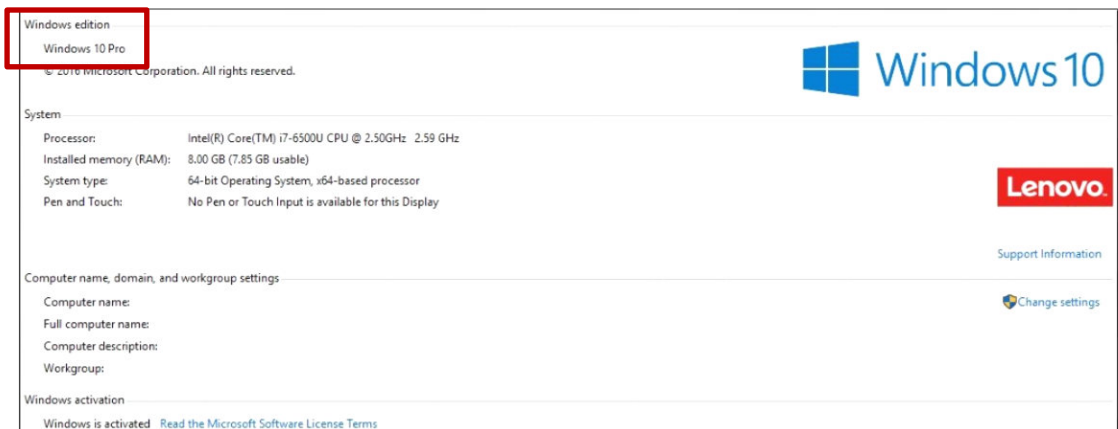 Windows edition
Windows 10 Pro
© 2016 Microsoft Corporation. All rights reserved.
Windows 10
System
Processor: Intel(R) Core(TM) i7-6500U CPU @ 2.50GHz 2.59 GHz
Installed memory (RAM): 8.00 GB (7.85 GB usable)
System type: 64-bit Operating System, x64-based processor
Pen and Touch: No Pen or Touch Input is available for this Display
Lenovo.
Support Information
Computer name, domain, and workgroup settings
Computer name:
Change settings
Full computer name:
Computer description:
Workgroup:
Windows activation
Windows is activated Read the Microsoft Software License Terms